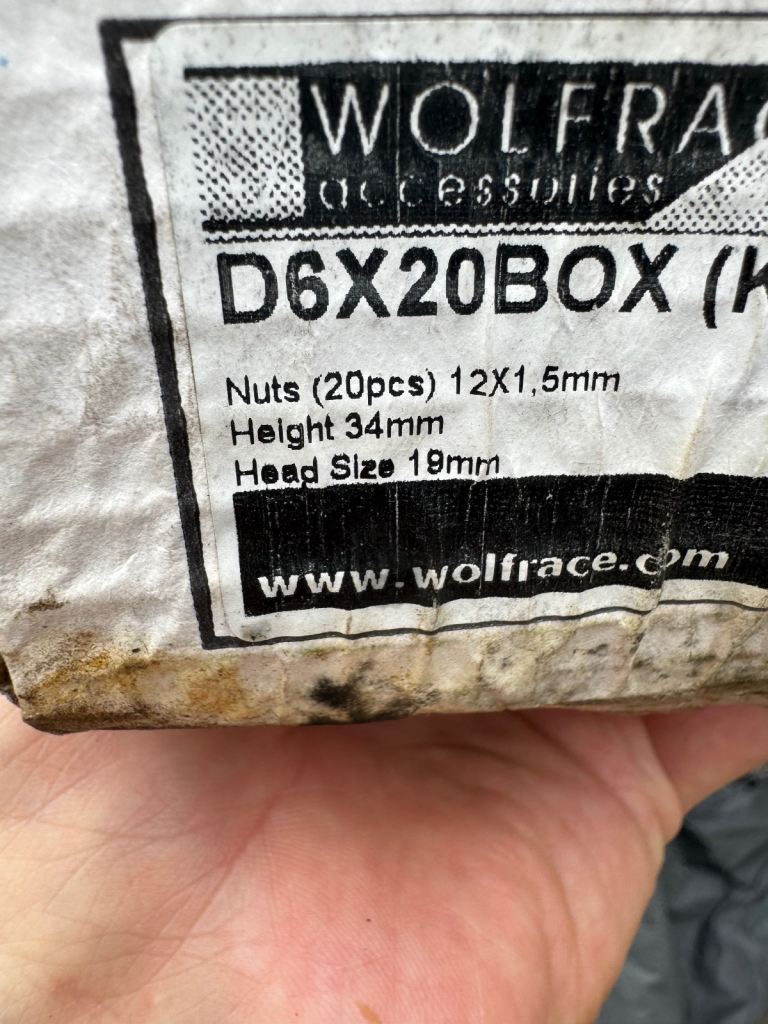 WOLFRAC
accessories
D6X20BOX (K
Nuts (20pcs) 12X1,5mm
Height 34mm
Head Size 19mm
www.wolfrace.com